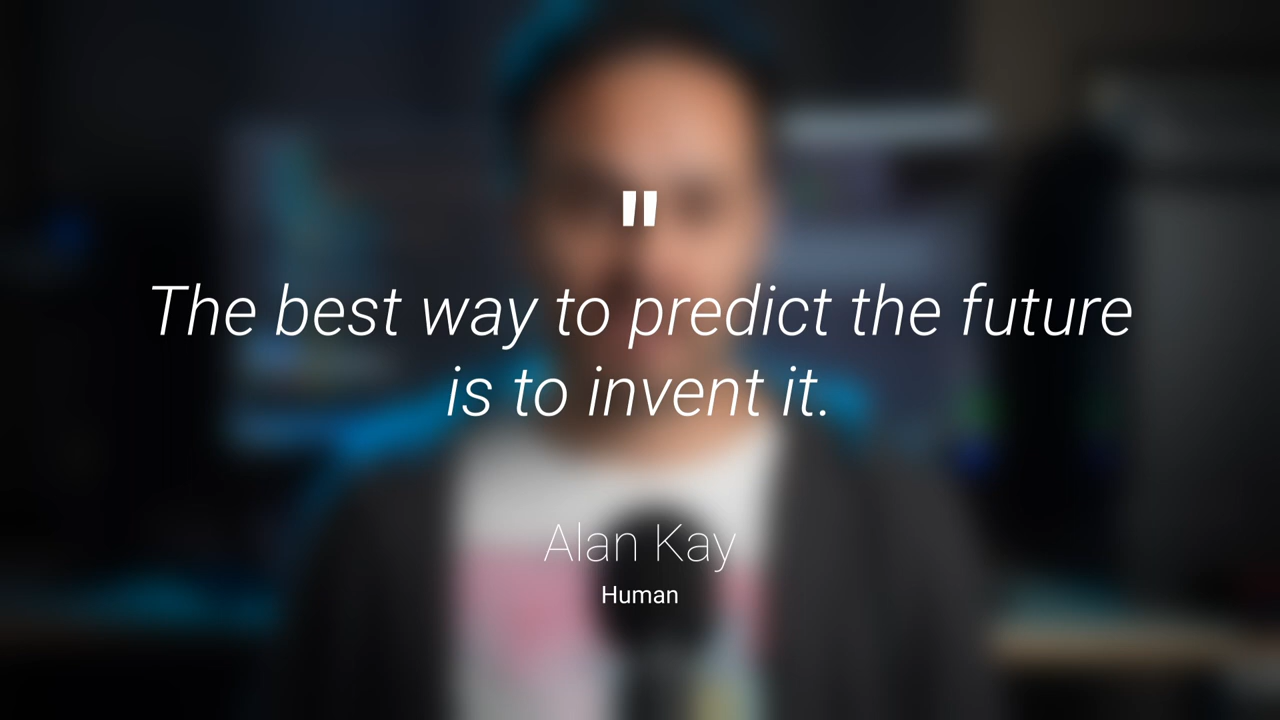 "
The best way to predict the future
is to invent it.
Alan Kay
Human